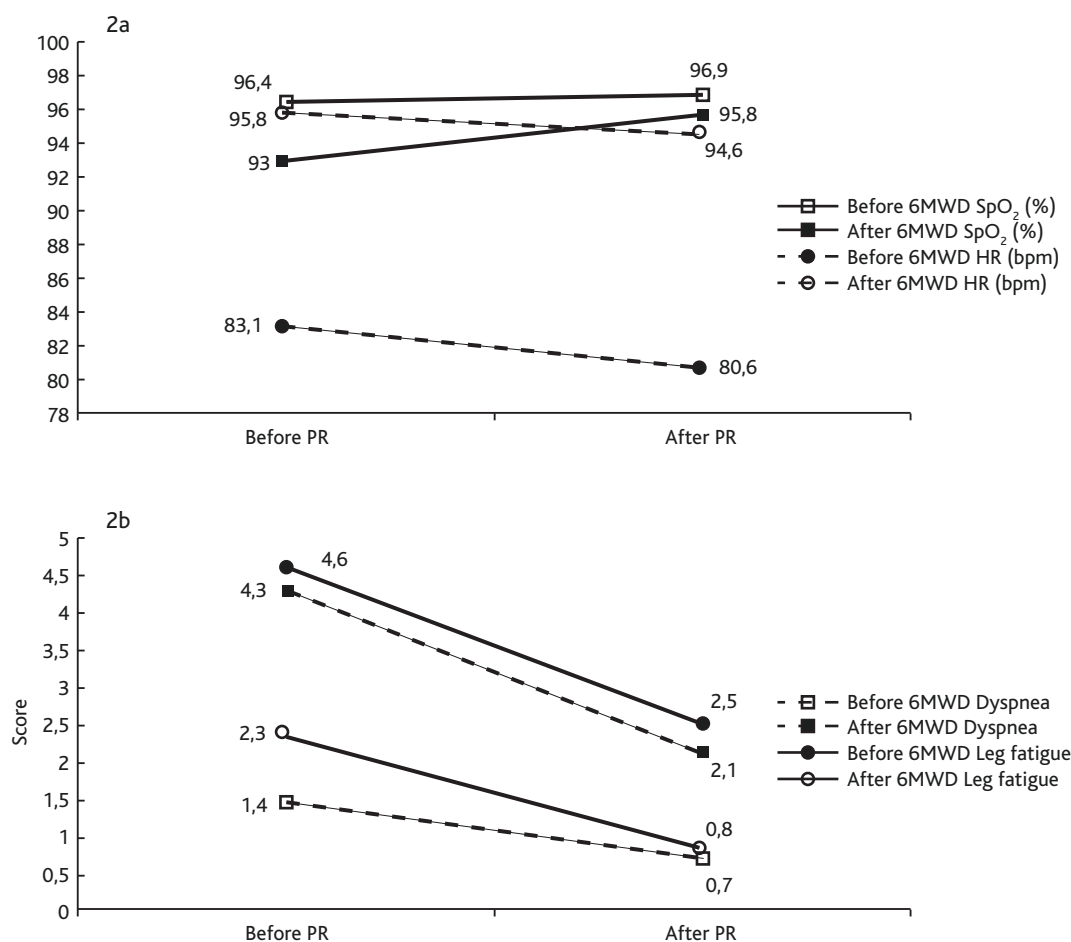 2a
100
98
96
94
92
90
88
86
84
82
80
78
96,4
95,8
93
83,1
96,9
95,8
94,6
80,6
Before PR
After PR
Before 6MWD SpO₂ (%)
After 6MWD SpO₂ (%)
Before 6MWD HR (bpm)
After 6MWD HR (bpm)
2b
Score
5
4,5
4
3,5
3
2,5
2
1,5
1
0,5
0
4,6
4,3
2,3
1,4
2,5
2,1
0,8
0,7
Before PR
After PR
Before 6MWD Dyspnea
After 6MWD Dyspnea
Before 6MWD Leg fatigue
After 6MWD Leg fatigue